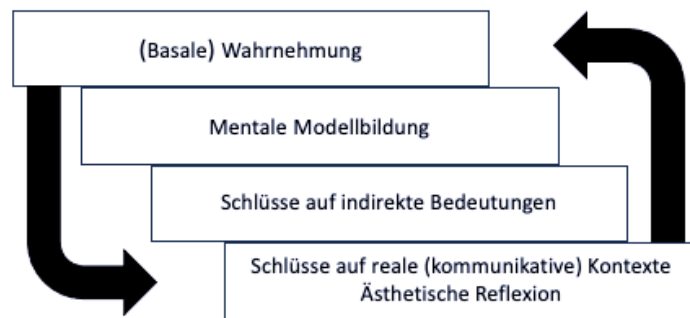 (Basale) Wahrnehmung
Mentale Modellbildung
Schlüsse auf indirekte Bedeutungen
Schlüsse auf reale (kommunikative) Kontexte
Ästhetische Reflexion